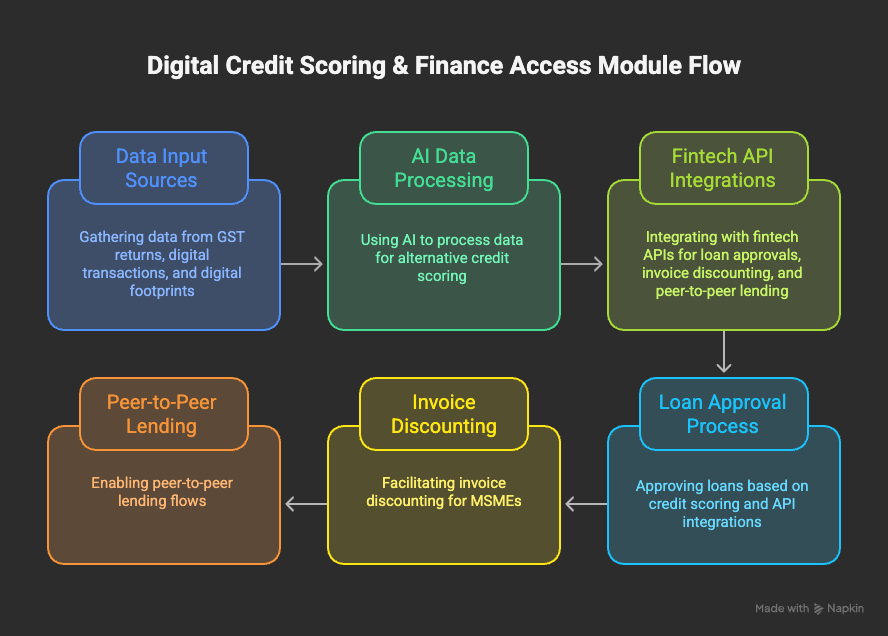 Digital Credit Scoring & Finance Access Module Flow
Data Input
Sources
Gathering data from GST
returns, digital
transactions, and digital
footprints
AI Data
Processing
Using AI to process data
for alternative credit
scoring
Fintech API
Integrations
Integrating with fintech
APIs for loan approvals,
invoice discounting, and
peer-to-peer lending
Loan Approval
Process
Approving loans based on
credit scoring and API
integrations
Invoice
Discounting
Facilitating invoice
discounting for MSMEs
Peer-to-Peer
Lending
Enabling peer-to-peer
lending flows
Made with Napkin